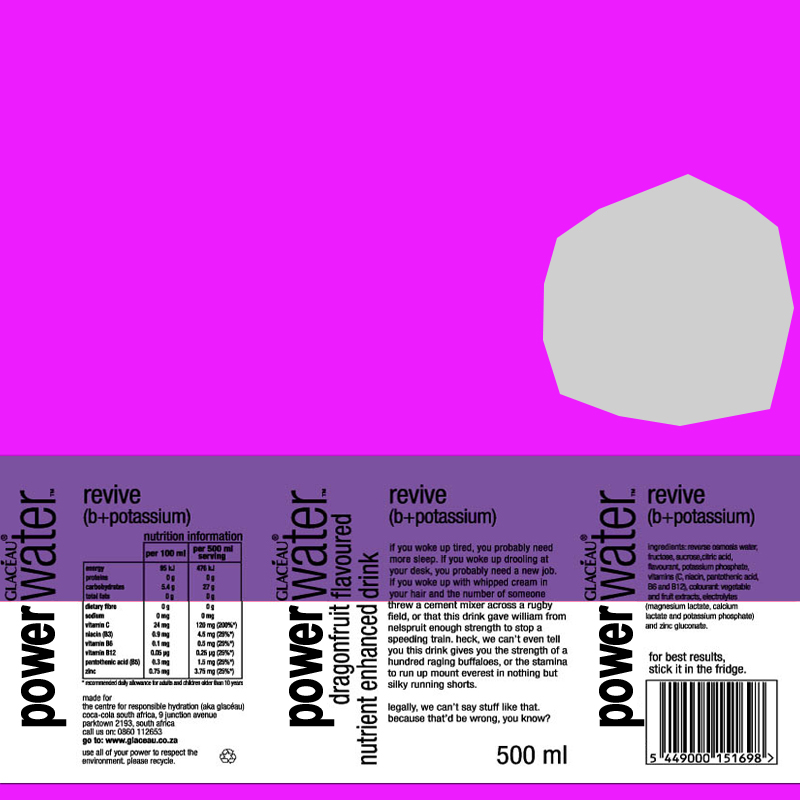 GLACÉAU®
powerwater™
revive
(b+potassium)
nutrition information
per 100 ml per 500 ml serving
energy 95 kJ 476 kJ
proteins 0 g 0 g
carbohydrates 5.4 g 27 g
total fats 0 g 0 g
dietary fibre 0 g 0 g
sodium 0 mg 0 mg
vitamin C 24 mg 120 mg (200%*)
niacin (B3) 0.9 mg 4.5 mg (25%*)
vitamin B6 0.1 mg 0.5 mg (25%*)
vitamin B12 0.05 µg 0.25 µg (25%*)
pantothenic acid (B5) 0.3 mg 1.5 mg (25%*)
zinc 0.75 mg 3.75 mg (25%*)
* recommended daily allowance for adults and children older than 10 years
made for
the centre for responsible hydration (aka glacéau)
coca-cola south africa, 9 junction avenue
parktown 2193, south africa
call us on: 0860 112653
go to: www.glaceau.co.za
use all of your power to respect the
environment. please recycle.
GLACÉAU®
powerwater™
dragonfruit flavoured
nutrient enhanced drink
revive
(b+potassium)
if you woke up tired, you probably need
more sleep. If you woke up drooling at
your desk, you probably need a new job.
If you woke up with whipped cream in
your hair and the number of someone
threw a cement mixer across a rugby
field, or that this drink gave william from
nelspruit enough strength to stop a
speeding train. heck, we can't even tell
you this drink gives you the strength of a
hundred raging buffaloes, or the stamina
to run up mount everest in nothing but
silky running shorts.
legally, we can't say stuff like that.
because that'd be wrong, you know?
500 ml
GLACÉAU®
powerwater™
revive
(b+potassium)
ingredients: reverse osmosis water,
fructose, sucrose,citric acid,
flavourant, potassium phosphate,
vitamins (C, niacin, pantothenic acid,
B6 and B12), colourant: vegetable
and fruit extracts, electrolytes
(magnesium lactate, calcium
lactate and potassium phosphate)
and zinc gluconate.
for best results,
stick it in the fridge.
5 449000 151698 >